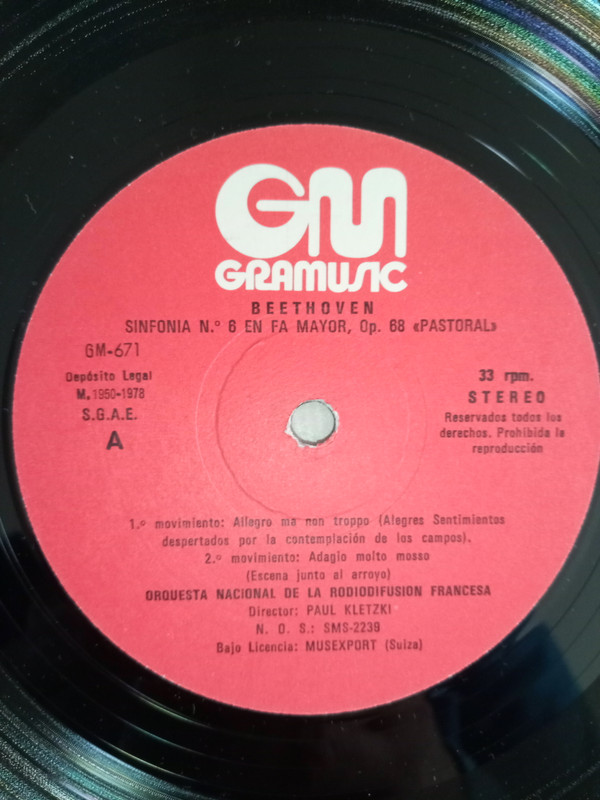 GM
GRAMUSIC
BEETHOVEN
SINFONIA N.º 6 EN FA MAYOR, Op. 68 «PASTORAL»
GM-671
Depósito Legal
M. 1950-1978
S.G.A.E.
A
33 rpm.
STEREO
Reservados todos los
derechos. Prohibida la
reproducción
1.º movimiento: Allegro ma non troppo (Alegres Sentimientos
despertados por la contemplación de los campos).
2.º movimiento: Adagio molto mosso
(Escena junto al arroyo)
ORQUESTA NACIONAL DE LA RODIODIFUSION FRANCESA
Director: PAUL KLETZKI
N. O. S.: SMS-2239
Bajo Licencia: MUSEXPORT (Suiza)